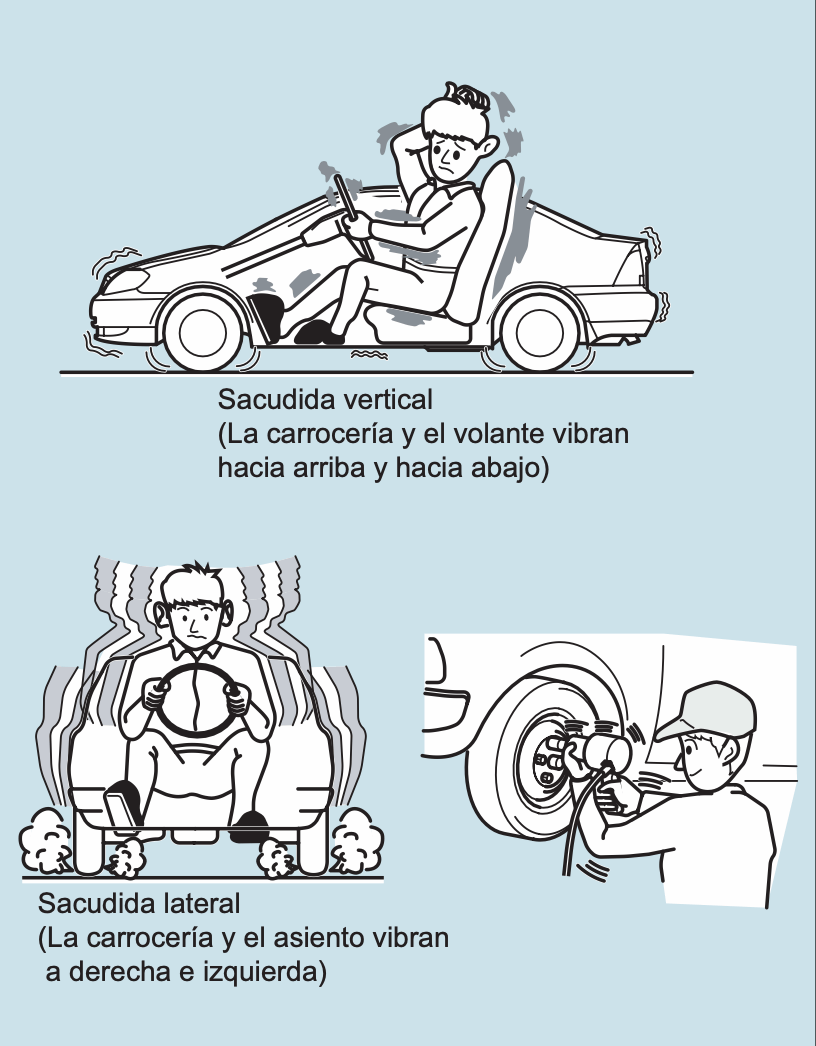 Sacudida vertical
(La carrocería y el volante vibran
hacia arriba y hacia abajo)
Sacudida lateral
(La carrocería y el asiento vibran
a derecha e izquierda)